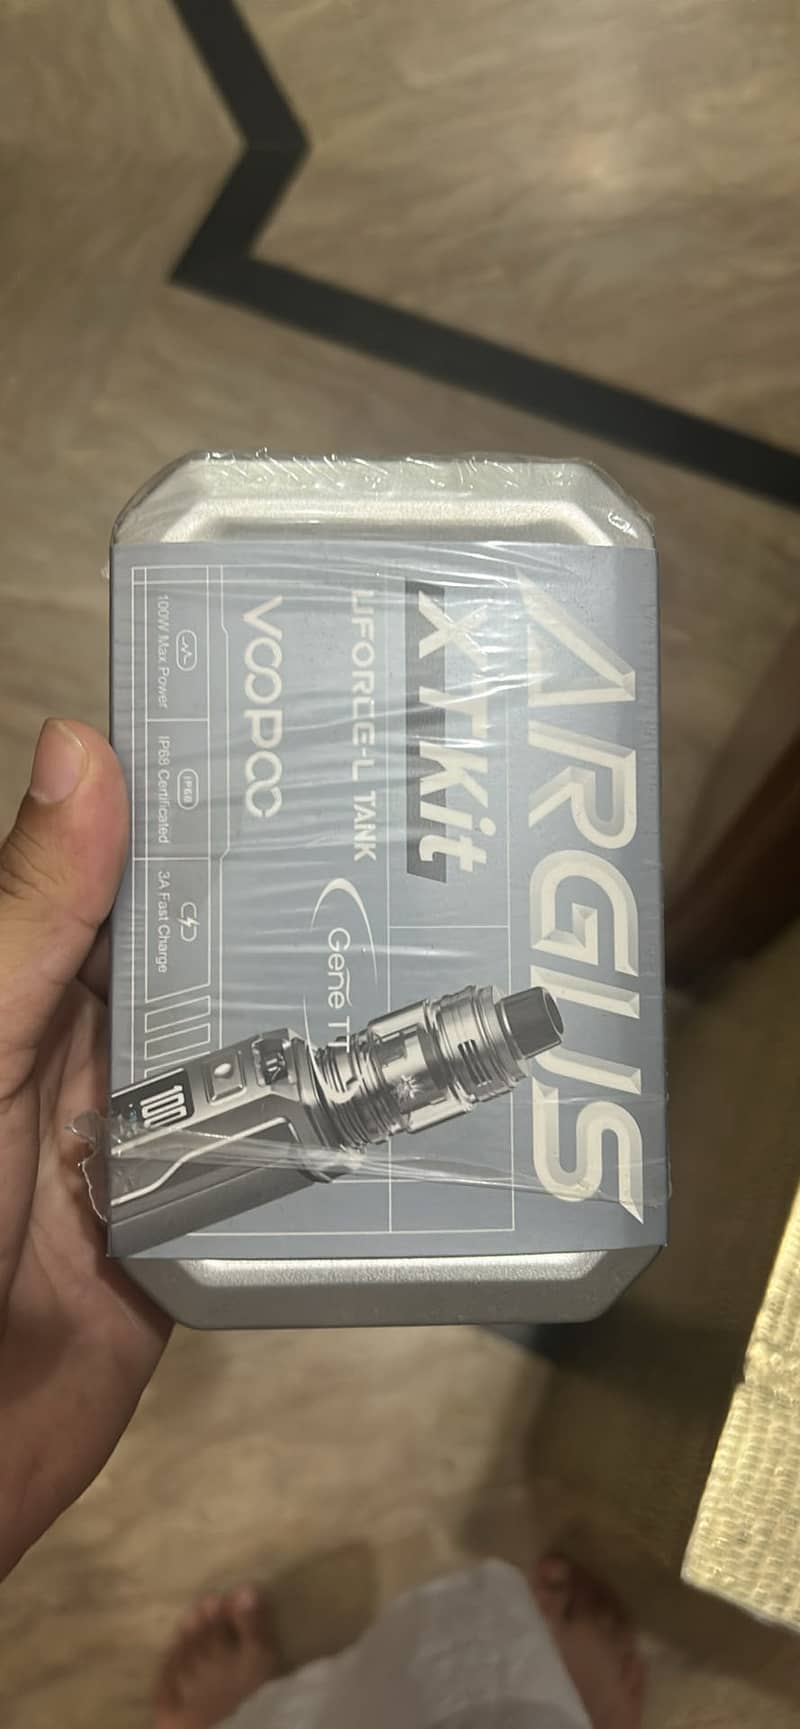 ARGUS
XT Kit
UFORCE-L TANK
Gene TT
VOOPOO
100W Max Power
IP68
IP68 Certificated
3A Fast Charge
100